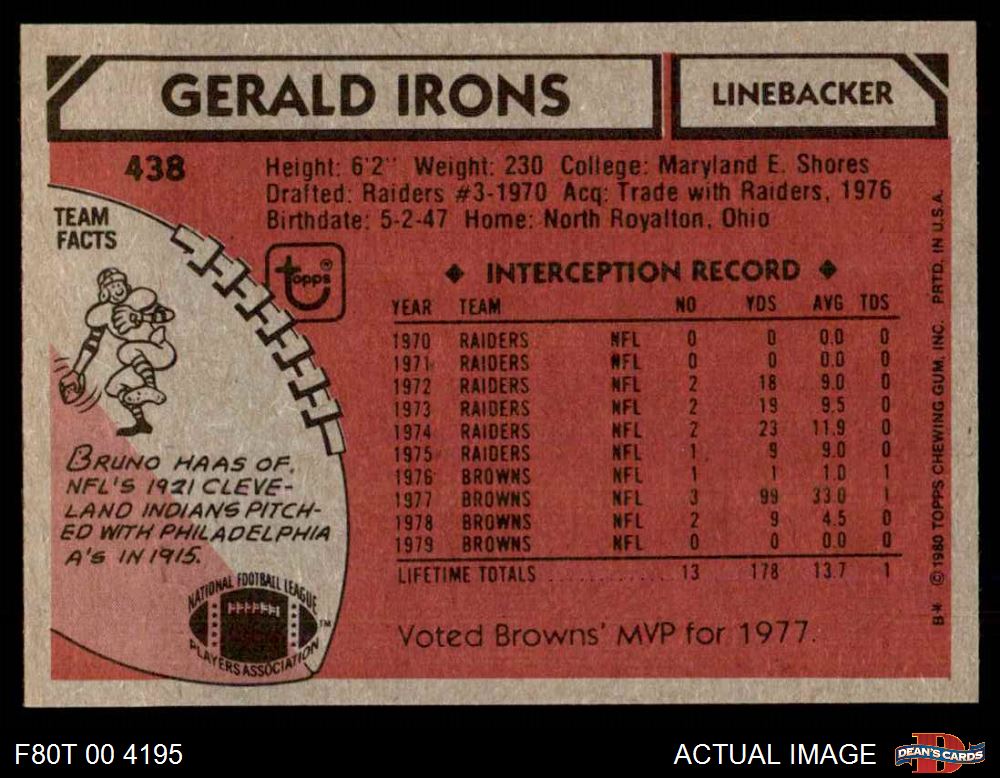 GERALD IRONS
LINEBACKER
438
Height: 6'2" Weight: 230 College: Maryland E. Shores
Drafted: Raiders #3-1970 Acq: Trade with Raiders, 1976
Birthdate: 5-2-47 Home: North Royalton, Ohio
TEAM
FACTS
topps®
◆ INTERCEPTION RECORD ◆
YEAR TEAM NO YDS AVG TDS
1970 RAIDERS NFL 0 0 0.0 0
1971 RAIDERS NFL 0 0 0.0 0
1972 RAIDERS NFL 2 18 9.0 0
1973 RAIDERS NFL 2 19 9.5 0
1974 RAIDERS NFL 2 23 11.9 0
1975 RAIDERS NFL 1 9 9.0 0
1976 BROWNS NFL 1 1 1.0 1
1977 BROWNS NFL 3 99 33.0 1
1978 BROWNS NFL 2 9 4.5 0
1979 BROWNS NFL 0 0 0.0 0
LIFETIME TOTALS 13 178 13.7 1
Voted Browns' MVP for 1977.
BRUNO HAAS OF
NFL'S 1921 CLEVE-
LAND INDIANS PITCH-
ED WITH PHILADELPHIA
A'S IN 1915.
NATIONAL FOOTBALL LEAGUE
PLAYERS ASSOCIATION
TM
B* © 1980 TOPPS CHEWING GUM, INC. PRTD. IN U.S.A.
F80T 00 4195
ACTUAL IMAGE
DEAN'S CARDS